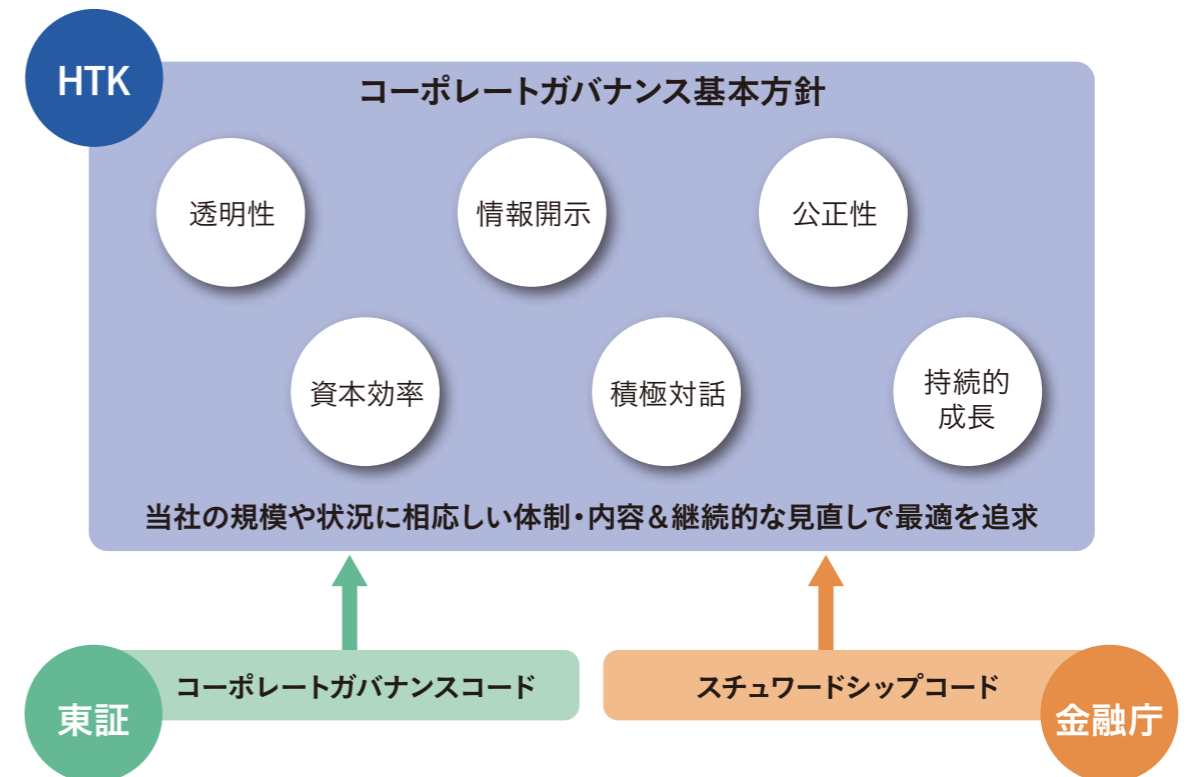 HTK
コーポレートガバナンス基本方針
透明性
情報開示
公正性
資本効率
積極対話
持続的
成長
当社の規模や状況に相応しい体制・内容&継続的な見直しで最適を追求
コーポレートガバナンスコード
東証
スチュワードシップコード
金融庁